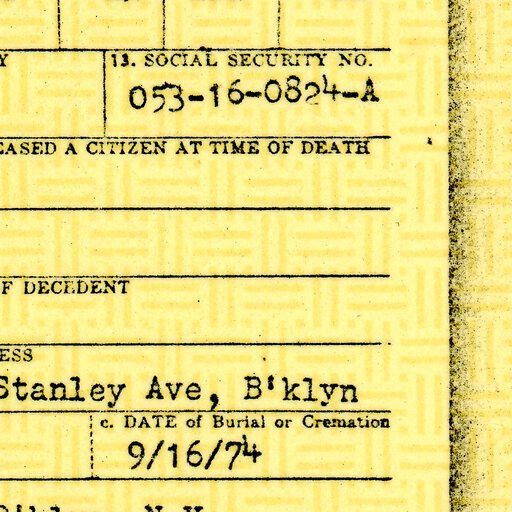 Y 13. SOCIAL SECURITY NO.
053-16-0824-A
EASED A CITIZEN AT TIME OF DEATH
F DECEDENT
ESS
Stanley Ave, B'klyn
c. DATE of Burial or Cremation
9/16/74
N.Y.